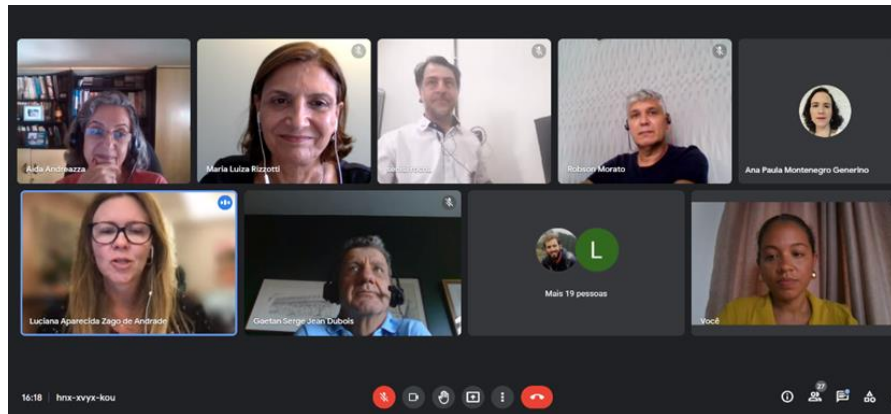 Aida Andreazza
Maria Luiza Rizzotti
Robson Morato
Ana Paula Montenegro Generino
Luciana Aparecida Zago de Andrade
Gaetan Serge Jean Dubois
L
Mais 19 pessoas
Você
16:18 | hnx-xvyx-kou
27